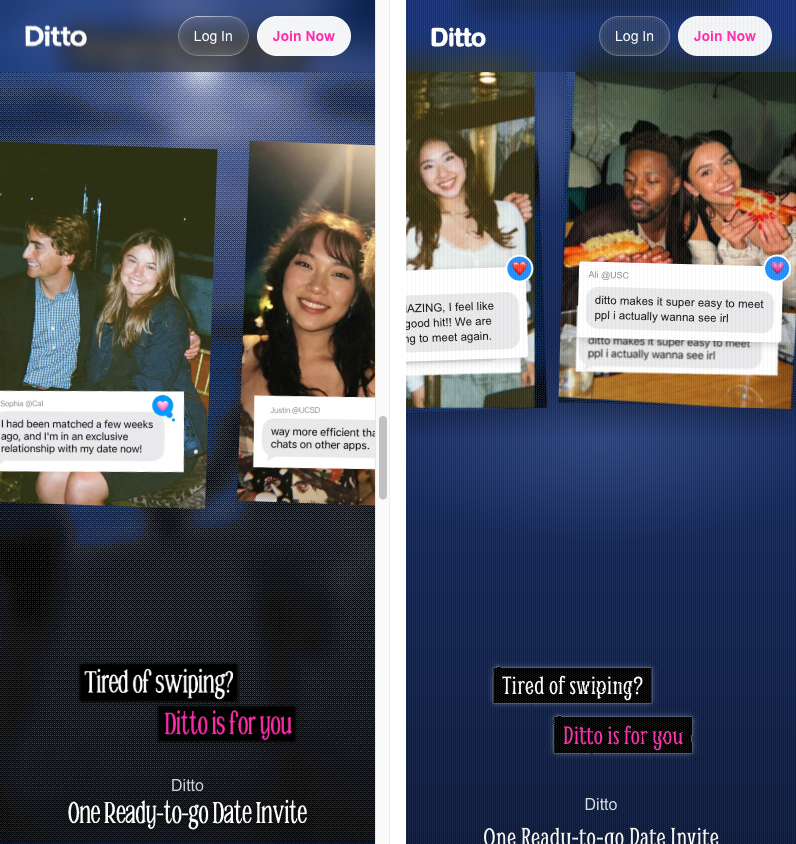 Ditto
Log In
Join Now
Sophia @Cal
I had been matched a few weeks
ago, and I'm in an exclusive
relationship with my date now!
Justin @UCSD
way more efficient tha
chats on other apps.
Tired of swiping?
Ditto is for you
Ditto
One Ready-to-go Date Invite
Ditto
Log In
Join Now
AZING, I feel like
good hit!! We are
ng to meet again.
Ali @USC
ditto makes it super easy to meet
ppl i actually wanna see irl
ditto makes it super easy to meet
ppl i actually wanna see irl
Tired of swiping?
Ditto is for you
Ditto
One Ready-to-go Date Invite